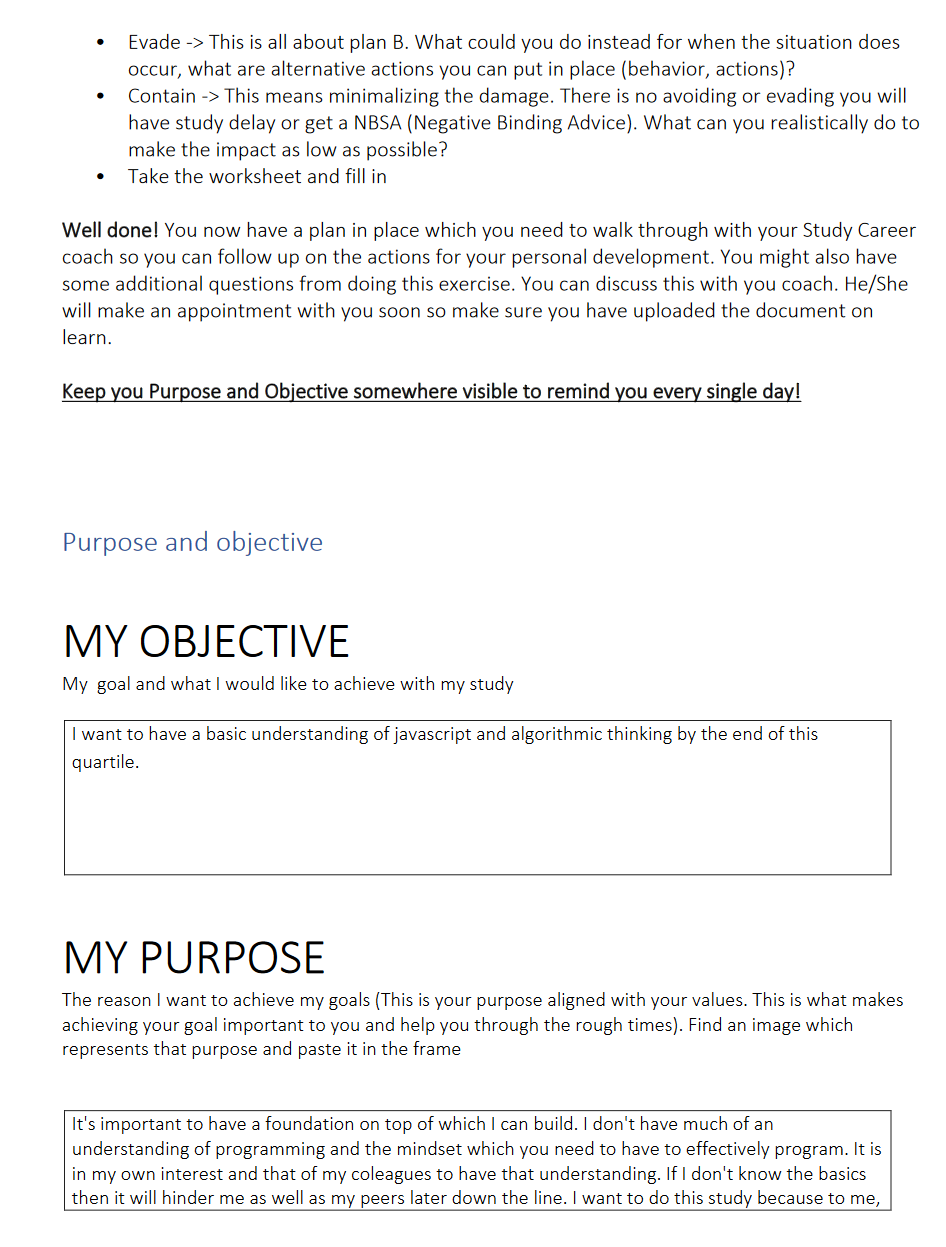 • Evade -> This is all about plan B. What could you do instead for when the situation does
occur, what are alternative actions you can put in place (behavior, actions)?
• Contain -> This means minimalizing the damage. There is no avoiding or evading you will
have study delay or get a NBSA (Negative Binding Advice). What can you realistically do to
make the impact as low as possible?
• Take the worksheet and fill in
Well done! You now have a plan in place which you need to walk through with your Study Career
coach so you can follow up on the actions for your personal development. You might also have
some additional questions from doing this exercise. You can discuss this with you coach. He/She
will make an appointment with you soon so make sure you have uploaded the document on
learn.
Keep you Purpose and Objective somewhere visible to remind you every single day!
Purpose and objective
MY OBJECTIVE
My  goal and what I would like to achieve with my study
I want to have a basic understanding of javascript and algorithmic thinking by the end of this
quartile.
MY PURPOSE
The reason I want to achieve my goals (This is your purpose aligned with your values. This is what makes
achieving your goal important to you and help you through the rough times). Find an image which
represents that purpose and paste it in the frame
It's important to have a foundation on top of which I can build. I don't have much of an
understanding of programming and the mindset which you need to have to effectively program. It is
in my own interest and that of my coleagues to have that understanding. If I don't know the basics
then it will hinder me as well as my peers later down the line. I want to do this study because to me,